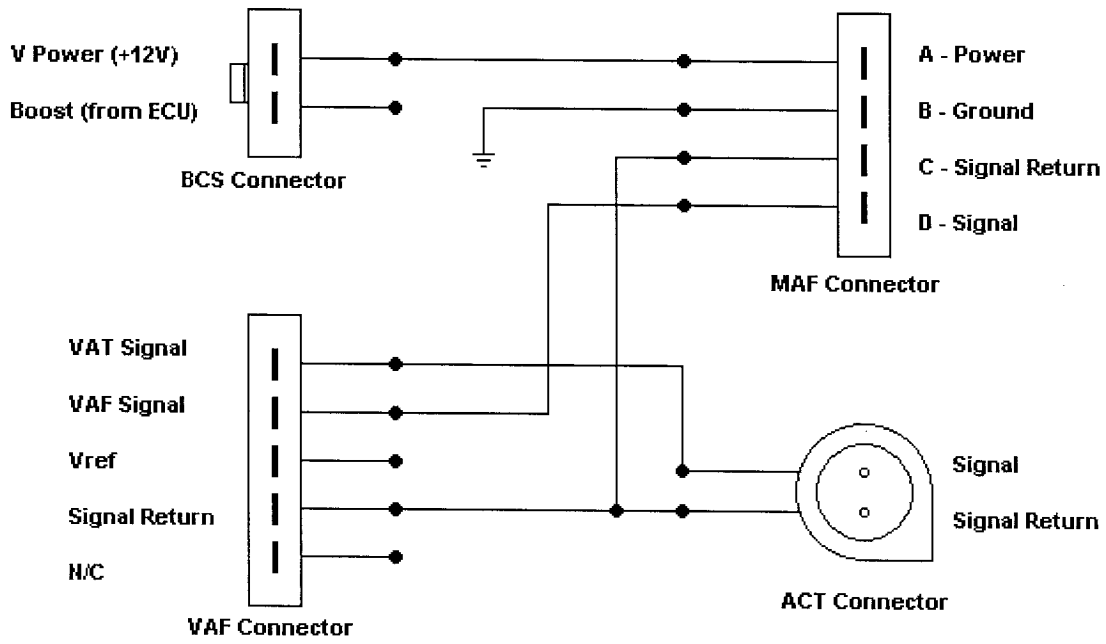 V Power (+12V)
Boost (from ECU)
BCS Connector
A - Power
B - Ground
C - Signal Return
D - Signal
MAF Connector
VAT Signal
VAF Signal
Vref
Signal Return
N/C
VAF Connector
Signal
Signal Return
ACT Connector